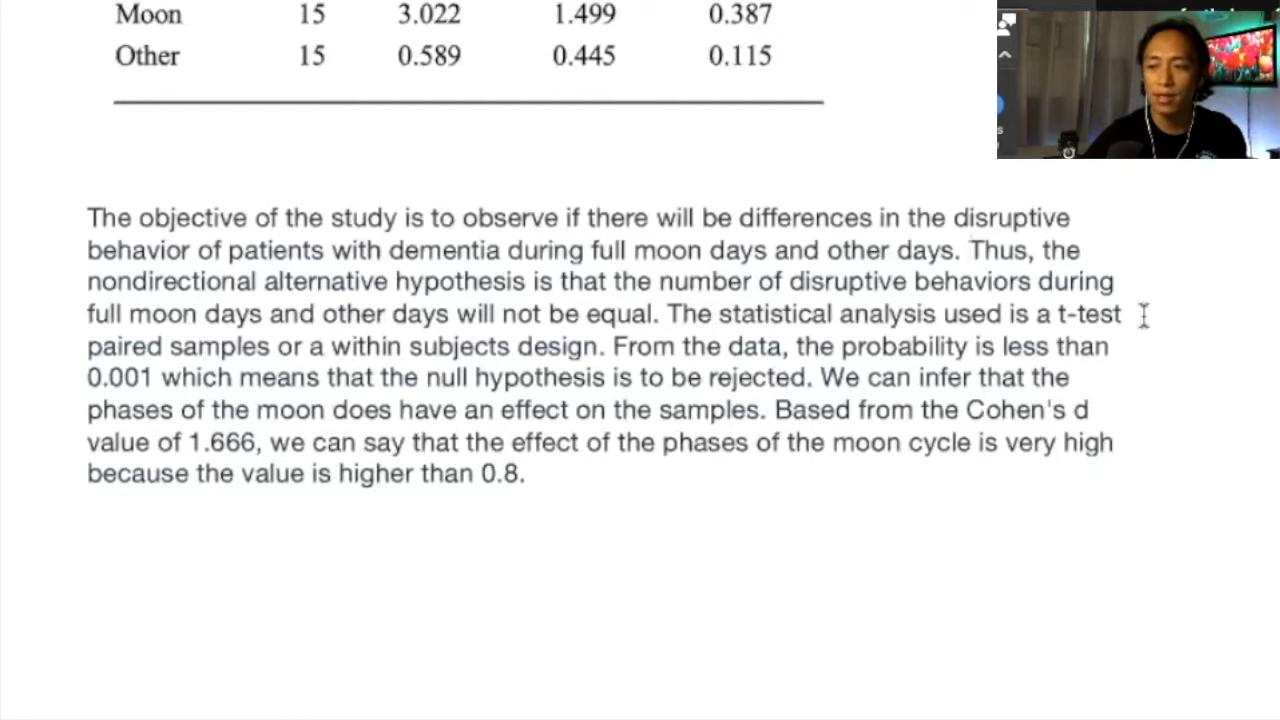 Moon 15 3.022 1.499 0.387
Other 15 0.589 0.445 0.115
The objective of the study is to observe if there will be differences in the disruptive
behavior of patients with dementia during full moon days and other days. Thus, the
nondirectional alternative hypothesis is that the number of disruptive behaviors during
full moon days and other days will not be equal. The statistical analysis used is a t-test
paired samples or a within subjects design. From the data, the probability is less than
0.001 which means that the null hypothesis is to be rejected. We can infer that the
phases of the moon does have an effect on the samples. Based from the Cohen's d
value of 1.666, we can say that the effect of the phases of the moon cycle is very high
because the value is higher than 0.8.